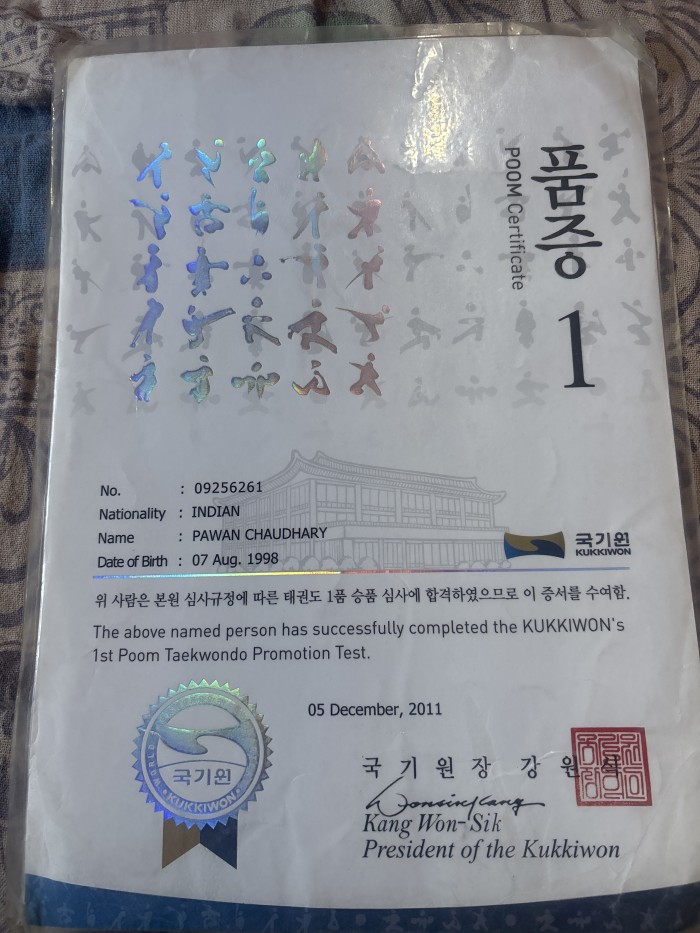 품증
POOM Certificate
1
No. : 09256261
Nationality : INDIAN
Name : PAWAN CHAUDHARY
Date of Birth : 07 Aug. 1998
국기원
KUKKIWON
위 사람은 본원 심사규정에 따른 태권도 1품 승품 심사에 합격하였으므로 이 증서를 수여함.
The above named person has successfully completed the KUKKIWON's
1st Poom Taekwondo Promotion Test.
05 December, 2011
국기원
KUKKIWON
국 기 원 장 강 원 식
Kang Won-Sik
President of the Kukkiwon